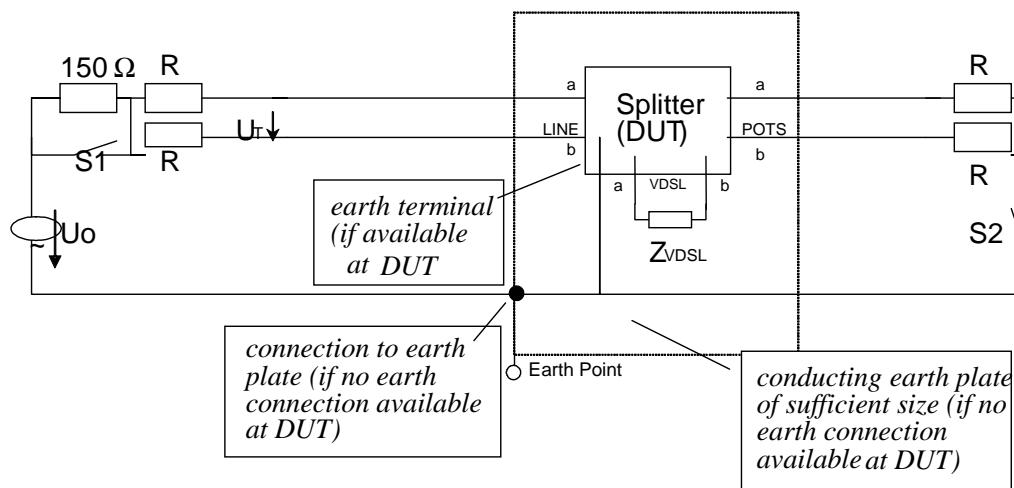 150 Ω
R
R
a
a
Splitter
(DUT)
UT
LINE
POTS
S1
R
b
b
R
a
VDSL
b
earth terminal
(if available
at DUT
Uo
~
ZVDSL
S2
connection to earth
plate (if no earth
connection available
at DUT)
Earth Point
conducting earth plate
of sufficient size (if no
earth connection
available at DUT)